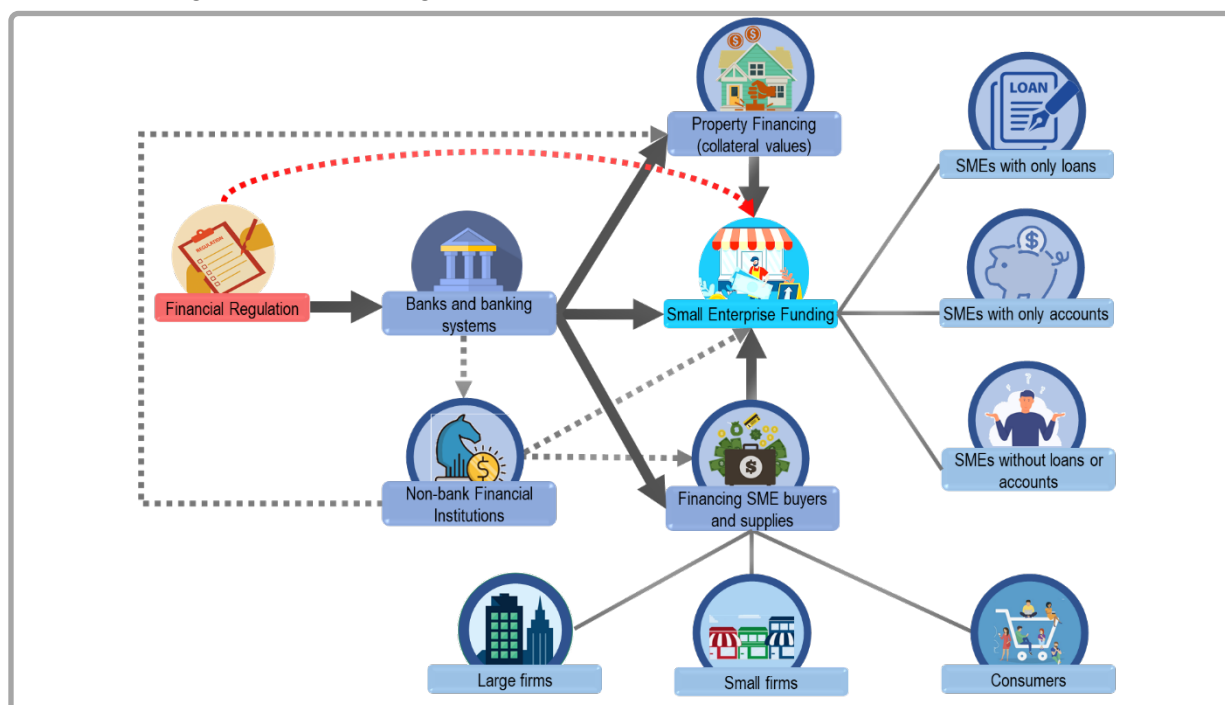 Property Financing
(collateral values)
LOAN
SMEs with only loans
REGULATION
Financial Regulation
Banks and banking
systems
Small Enterprise Funding
SMEs with only accounts
Non-bank Financial
Institutions
Financing SME buyers
and supplies
SMEs without loans or
accounts
Large firms
Small firms
Consumers